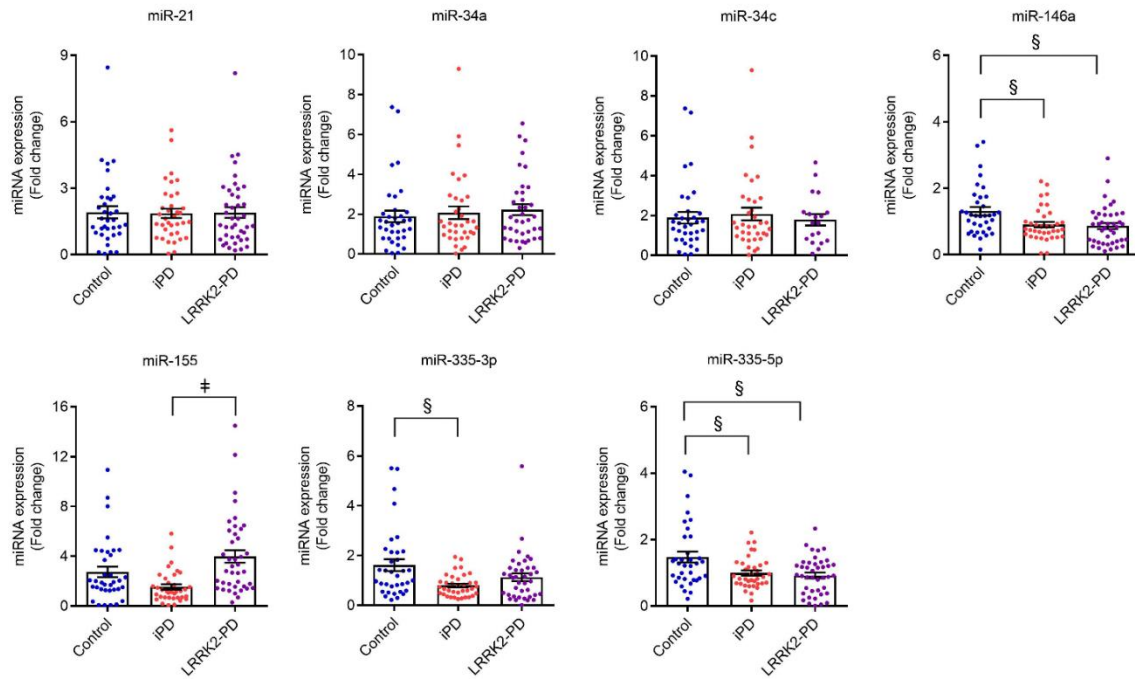 miR-21
miRNA expression
(Fold change)
9
6
3
0
Control
iPD
LRRK2-PD
miR-34a
miRNA expression
(Fold change)
10
8
6
4
2
0
Control
iPD
LRRK2-PD
miR-34c
miRNA expression
(Fold change)
10
8
6
4
2
0
Control
iPD
LRRK2-PD
miR-146a
miRNA expression
(Fold change)
6
4
2
0
§
§
Control
iPD
LRRK2-PD
miR-155
miRNA expression
(Fold change)
16
12
8
4
0
ǂ
Control
iPD
LRRK2-PD
miR-335-3p
miRNA expression
(Fold change)
8
6
4
2
0
§
Control
iPD
LRRK2-PD
miR-335-5p
miRNA expression
(Fold change)
6
4
2
0
§
§
Control
iPD
LRRK2-PD